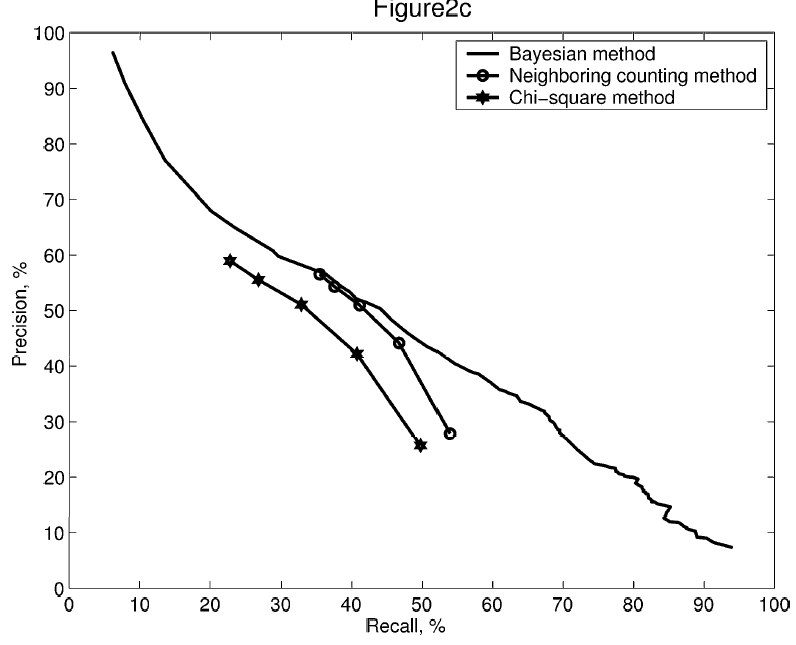 Figure2c
Bayesian method
Neighboring counting method
Chi-square method
100
90
80
70
60
50
40
30
20
10
0
Precision, %
0 10 20 30 40 50 60 70 80 90 100
Recall, %